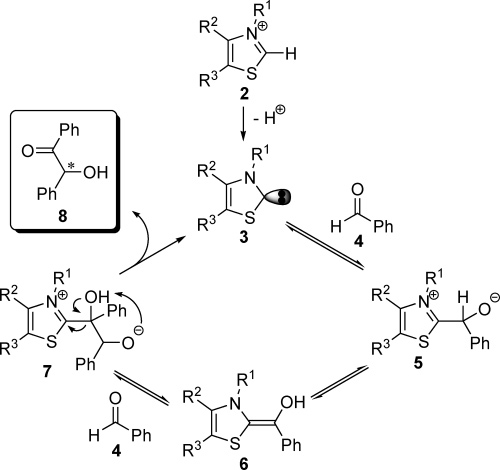 R¹
R² N ⊕
H
R³ S
2
- H⊕
Ph
O * OH
Ph
8
R¹
R² N
R³ S
3
O
H Ph
4
R¹
R² N ⊕ OH
Ph
R³ S O ⊖
Ph
7
R¹
R² N ⊕ H O ⊖
R³ S Ph
5
O
H Ph
4
R¹
R² N OH
R³ S Ph
6